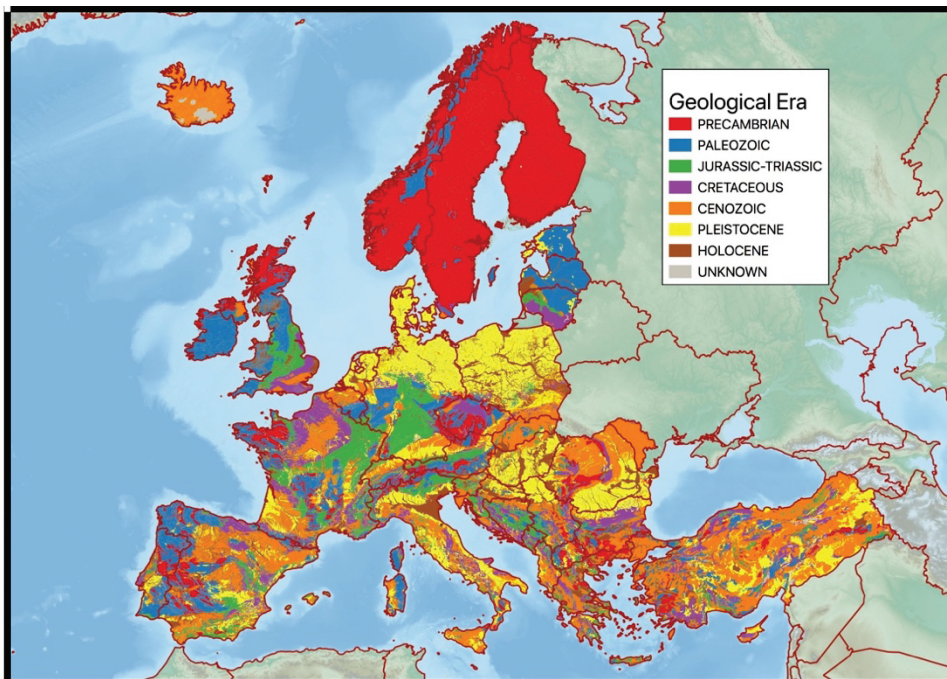 Geological Era
PRECAMBRIAN
PALEOZOIC
JURASSIC-TRIASSIC
CRETACEOUS
CENOZOIC
PLEISTOCENE
HOLOCENE
UNKNOWN